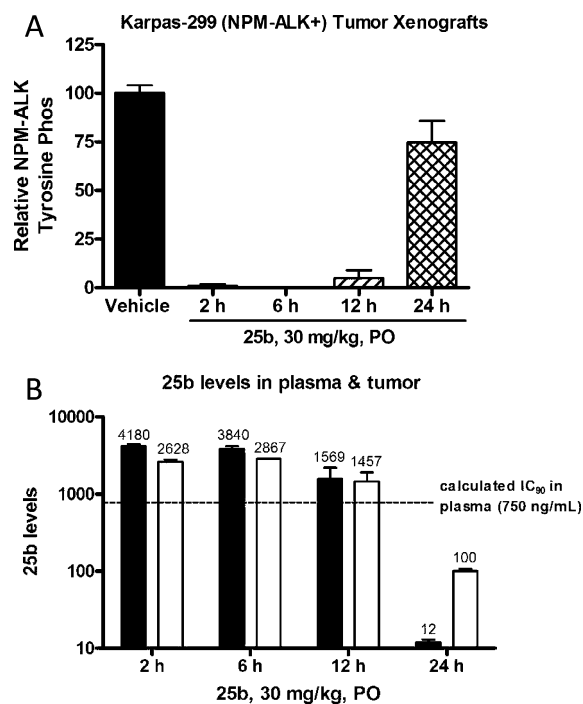 A
Karpas-299 (NPM-ALK+) Tumor Xenografts
Relative NPM-ALK
Tyrosine Phos
125
100
75
50
25
0
Vehicle 2 h 6 h 12 h 24 h
25b, 30 mg/kg, PO
B
25b levels in plasma & tumor
25b levels
10000
1000
100
10
4180
2628
3840
2867
1569
1457
12
100
calculated IC90 in
plasma (750 ng/mL)
2 h 6 h 12 h 24 h
25b, 30 mg/kg, PO